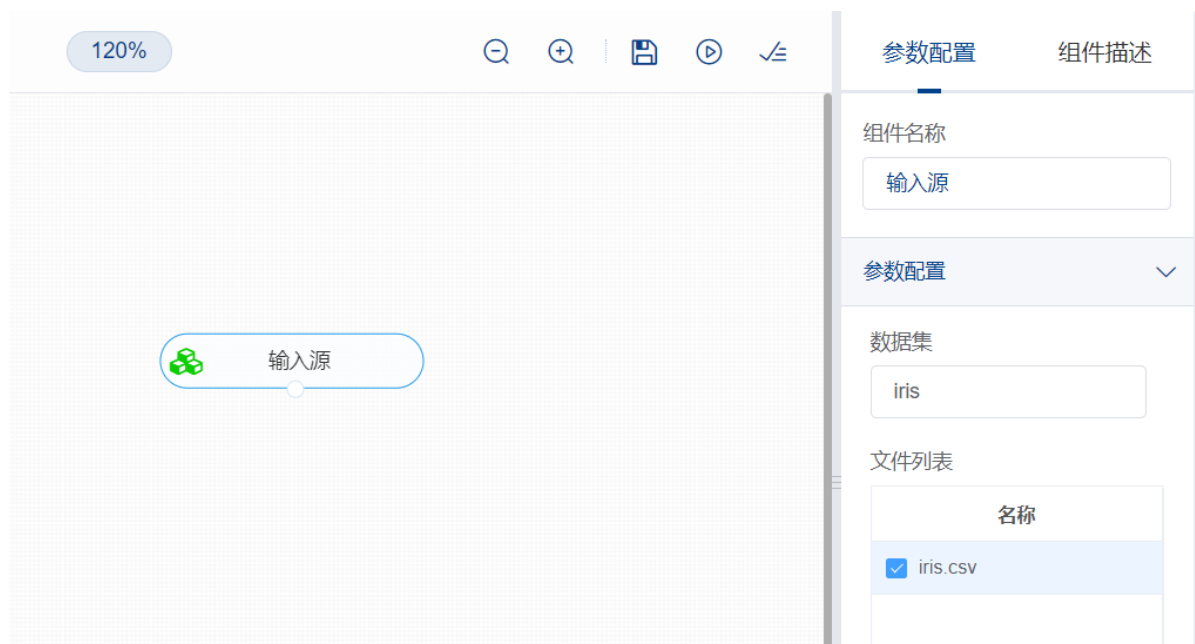 120%
参数配置
组件描述
组件名称
输入源
参数配置
输入源
数据集
iris
文件列表
名称
iris.csv